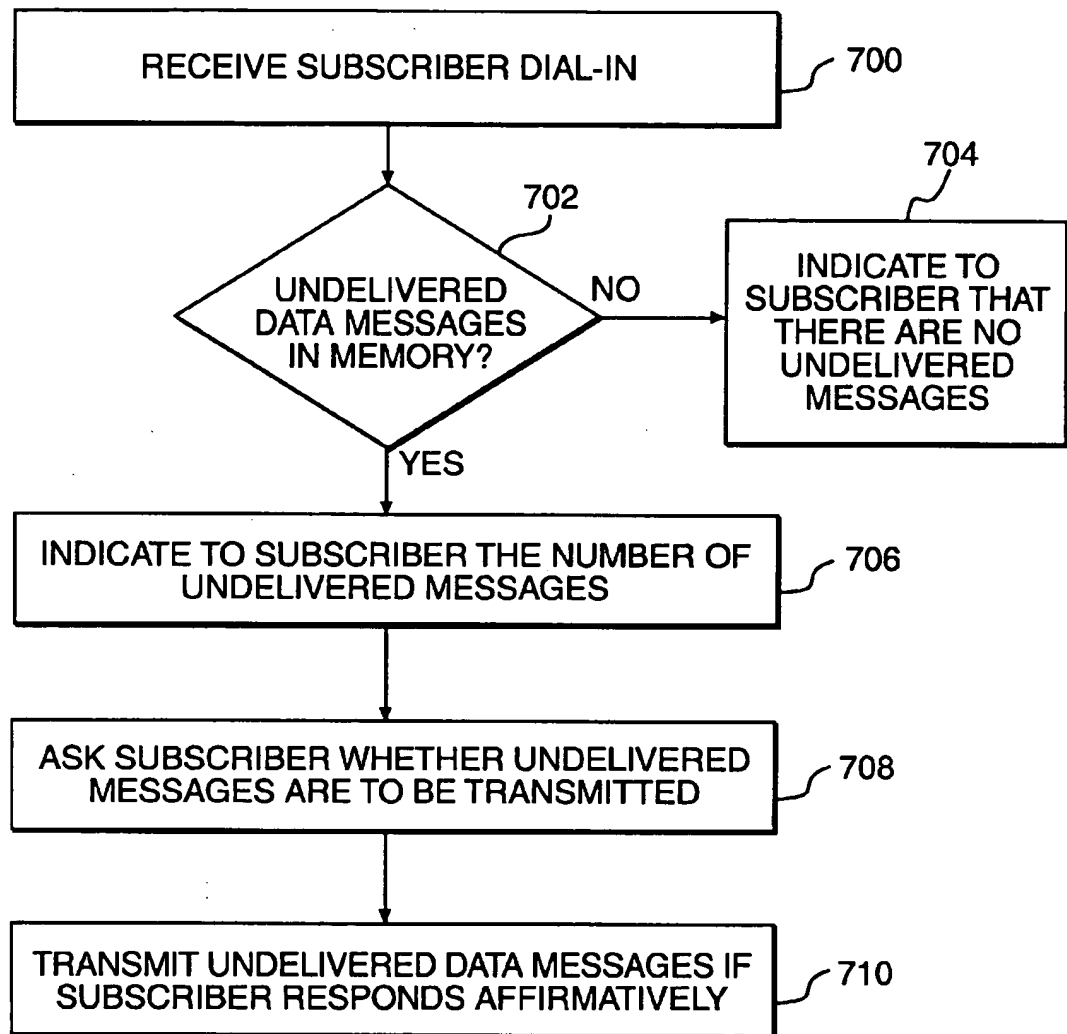 RECEIVE SUBSCRIBER DIAL-IN
700
702
704
UNDELIVERED
DATA MESSAGES
IN MEMORY?
NO
INDICATE TO
SUBSCRIBER THAT
THERE ARE NO
UNDELIVERED
MESSAGES
YES
INDICATE TO SUBSCRIBER THE NUMBER OF
UNDELIVERED MESSAGES
706
ASK SUBSCRIBER WHETHER UNDELIVERED
MESSAGES ARE TO BE TRANSMITTED
708
TRANSMIT UNDELIVERED DATA MESSAGES IF
SUBSCRIBER RESPONDS AFFIRMATIVELY
710